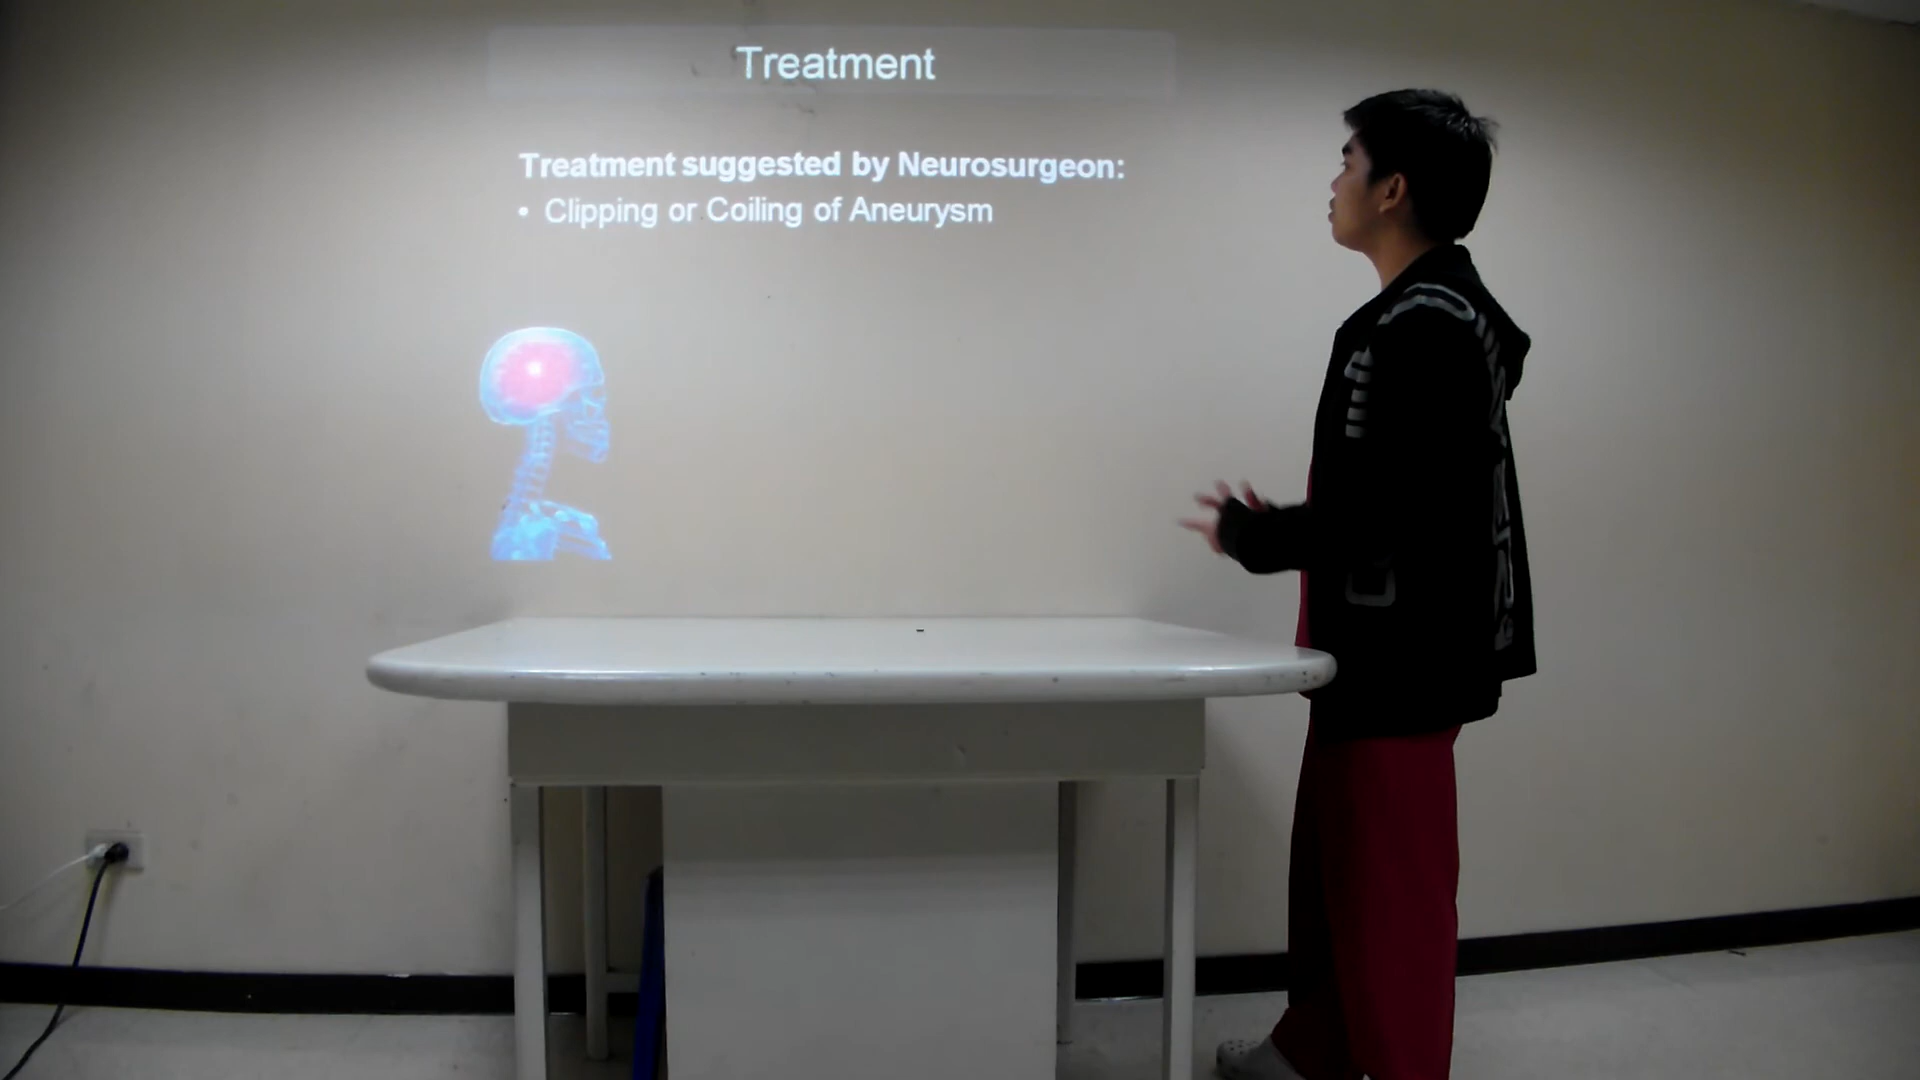 Treatment
Treatment suggested by Neurosurgeon:
• Clipping or Coiling of Aneurysm